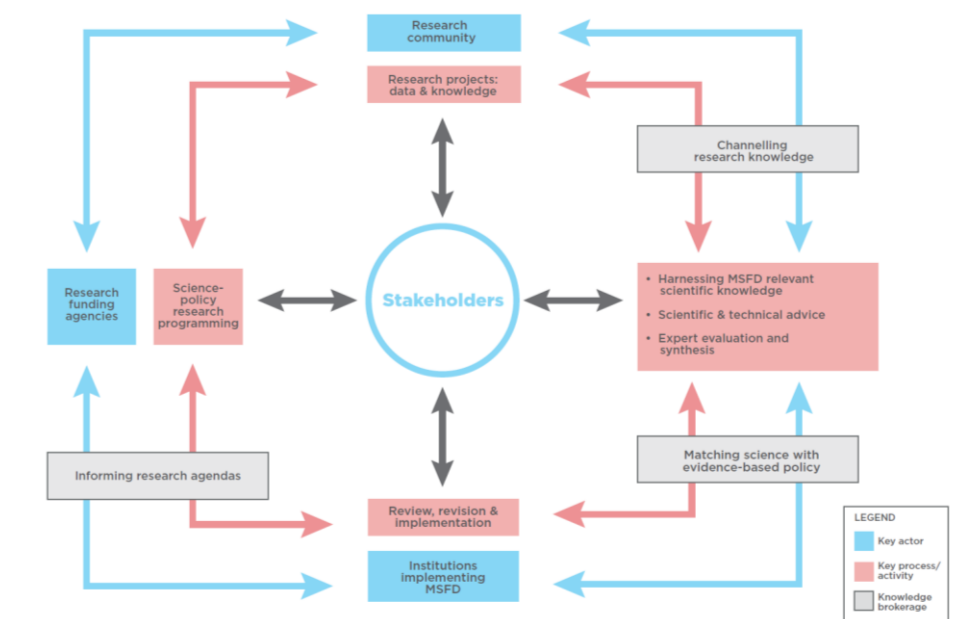 Research
community
Research projects:
data & knowledge
Channelling
research knowledge
Research
funding
agencies
Science-
policy
research
programming
Stakeholders
• Harnessing MSFD relevant
scientific knowledge
• Scientific & technical advice
• Expert evaluation and
synthesis
Informing research agendas
Matching science with
evidence-based policy
Review, revision &
implementation
Institutions
implementing
MSFD
LEGEND
Key actor
Key process/
activity
Knowledge
brokerage